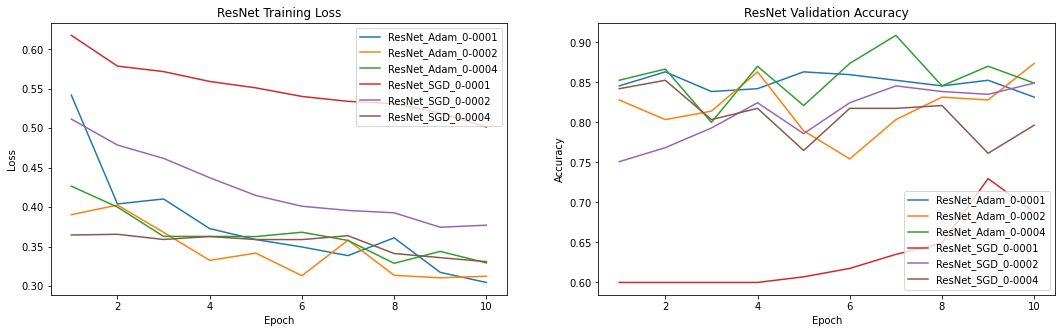 ResNet Training Loss
Loss
0.60
0.55
0.50
0.45
0.40
0.35
0.30
2
4
6
8
10
Epoch
ResNet_Adam_0-0001
ResNet_Adam_0-0002
ResNet_Adam_0-0004
ResNet_SGD_0-0001
ResNet_SGD_0-0002
ResNet_SGD_0-0004
ResNet Validation Accuracy
Accuracy
0.90
0.85
0.80
0.75
0.70
0.65
0.60
2
4
6
8
10
Epoch
ResNet_Adam_0-0001
ResNet_Adam_0-0002
ResNet_Adam_0-0004
ResNet_SGD_0-0001
ResNet_SGD_0-0002
ResNet_SGD_0-0004